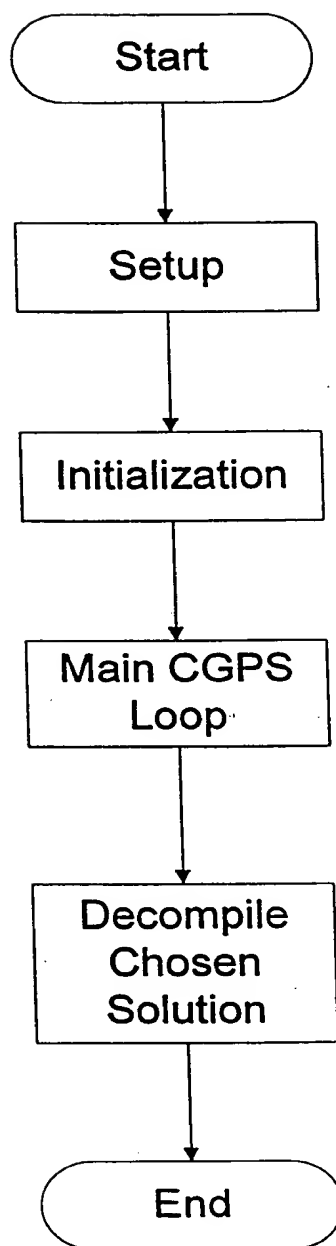 Start
Setup
Initialization
Main CGPS
Loop
Decompile
Chosen
Solution
End